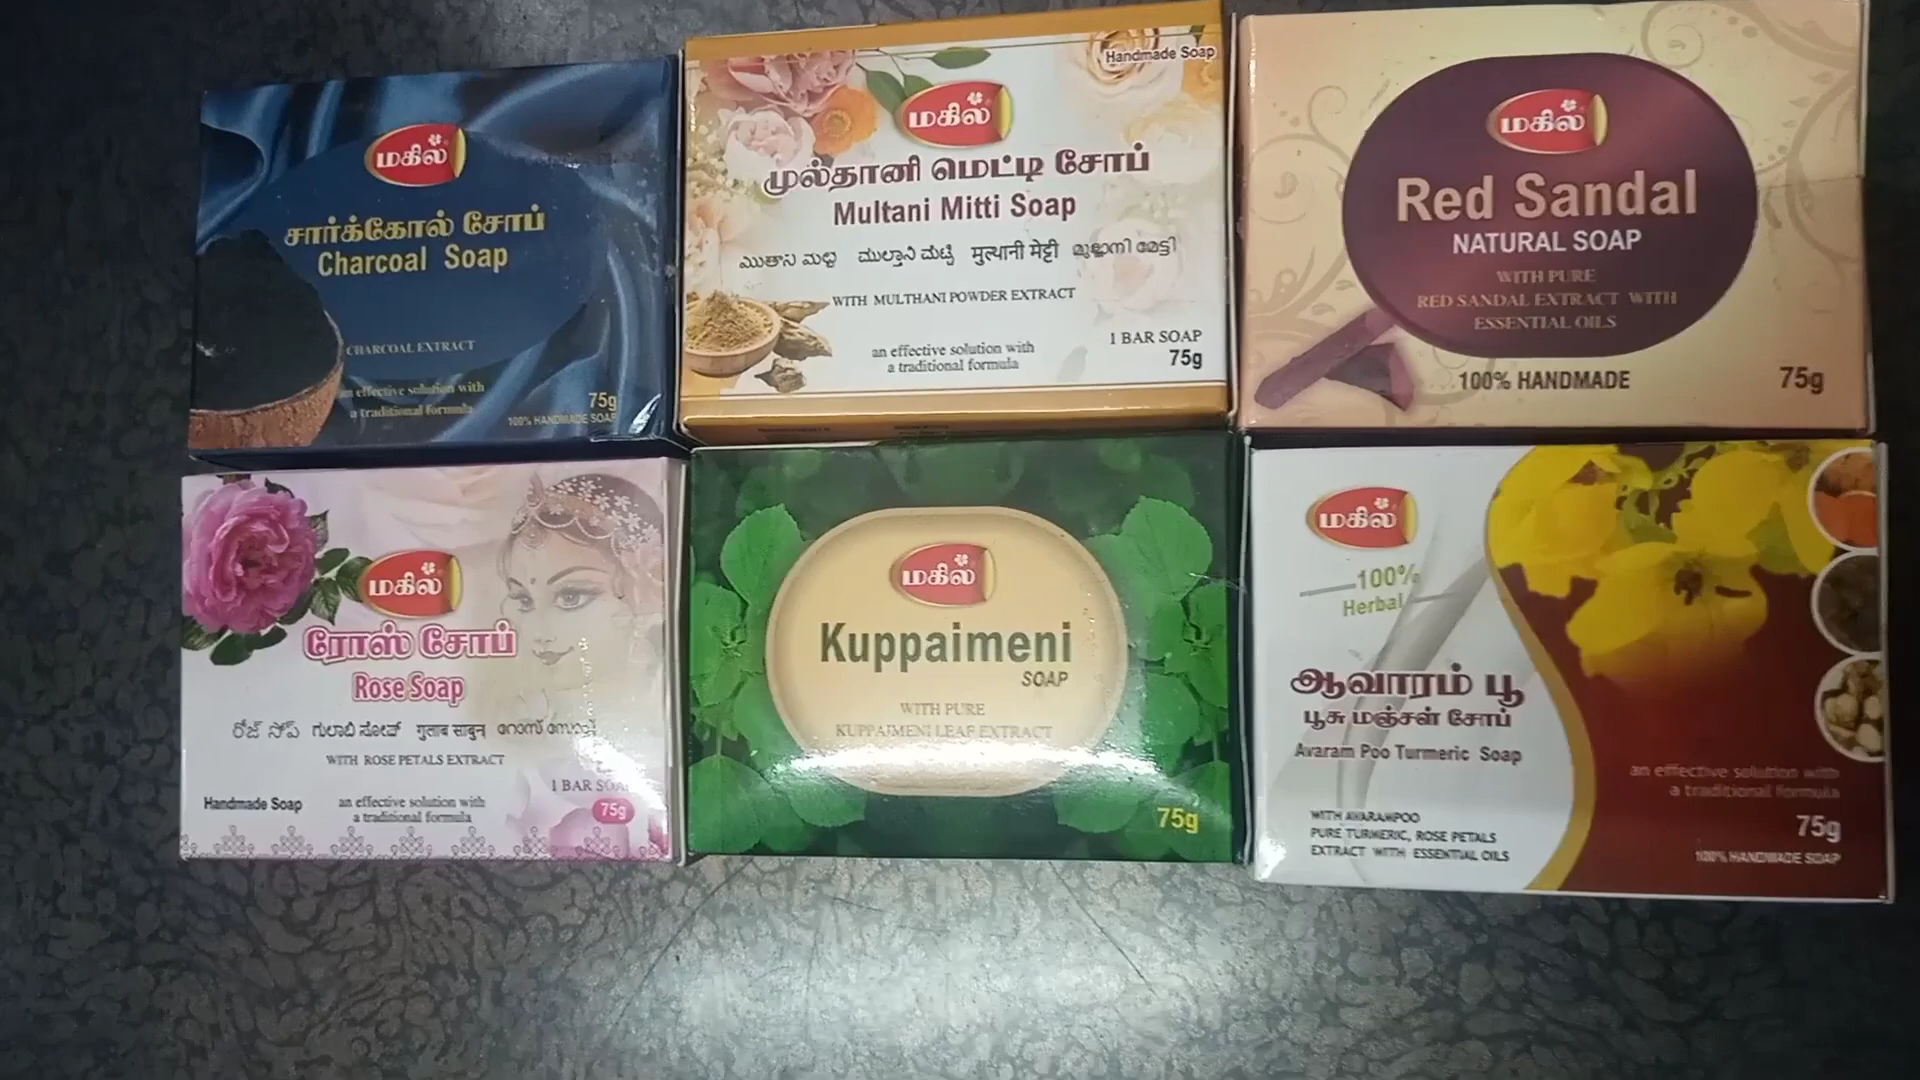 மகிழ்
சார்க்கோல் சோப்
Charcoal Soap
CHARCOAL EXTRACT
an effective solution with
a traditional formula
75g
100% HANDMADE SOAP
Handmade Soap
மகிழ்
முல்தானி மெட்டி சோப்
Multani Mitti Soap
मुल्थानी मेट्टी
WITH MULTHANI POWDER EXTRACT
an effective solution with
a traditional formula
1 BAR SOAP
75g
மகிழ்
Red Sandal
NATURAL SOAP
WITH PURE
RED SANDAL EXTRACT WITH
ESSENTIAL OILS
100% HANDMADE
75g
மகிழ்
ரோஸ் சோப்
Rose Soap
రోజ్ సోప్ ಗುಲಾಬಿ ಸೋಪ್ गुलाब साबुन
WITH ROSE PETALS EXTRACT
1 BAR SOAP
75g
Handmade Soap
an effective solution with
a traditional formula
மகிழ்
Kuppaimeni
SOAP
WITH PURE
KUPPAIMENI LEAF EXTRACT
75g
மகிழ்
100%
Herbal
ஆவாரம் பூ
பூசு மஞ்சள் சோப்
Avaram Poo Turmeric Soap
WITH AVARAMPOO
PURE TURMERIC, ROSE PETALS
EXTRACT WITH ESSENTIAL OILS
an effective solution with
a traditional formula
75g
100% HANDMADE SOAP